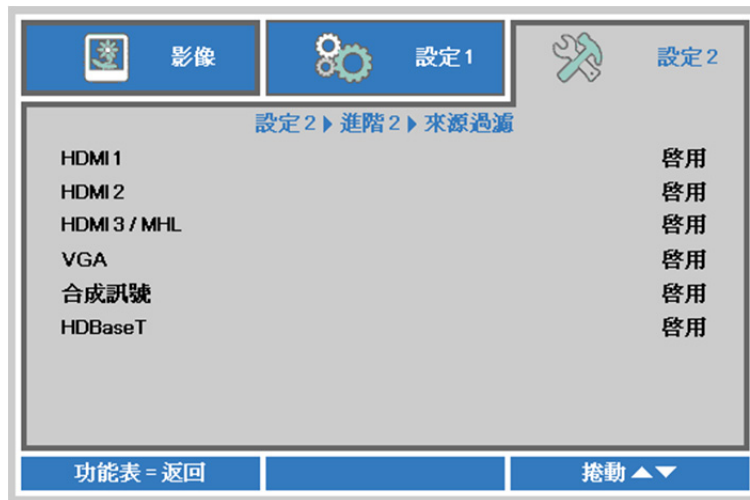 影像 設定1 設定2
設定2 ▶ 進階2 ▶ 來源過濾
HDMI 1 啓用
HDMI 2 啓用
HDMI 3 / MHL 啓用
VGA 啓用
合成訊號 啓用
HDBaseT 啓用
功能表 = 返回 捲動 ▲▼